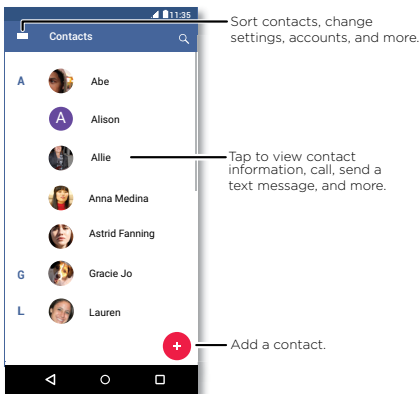 11:35
Contacts
Sort contacts, change
settings, accounts, and more.
A
Abe
A
Alison
Allie
Tap to view contact
information, call, send a
text message, and more.
Anna Medina
Astrid Fanning
G
Gracie Jo
L
Lauren
+
Add a contact.